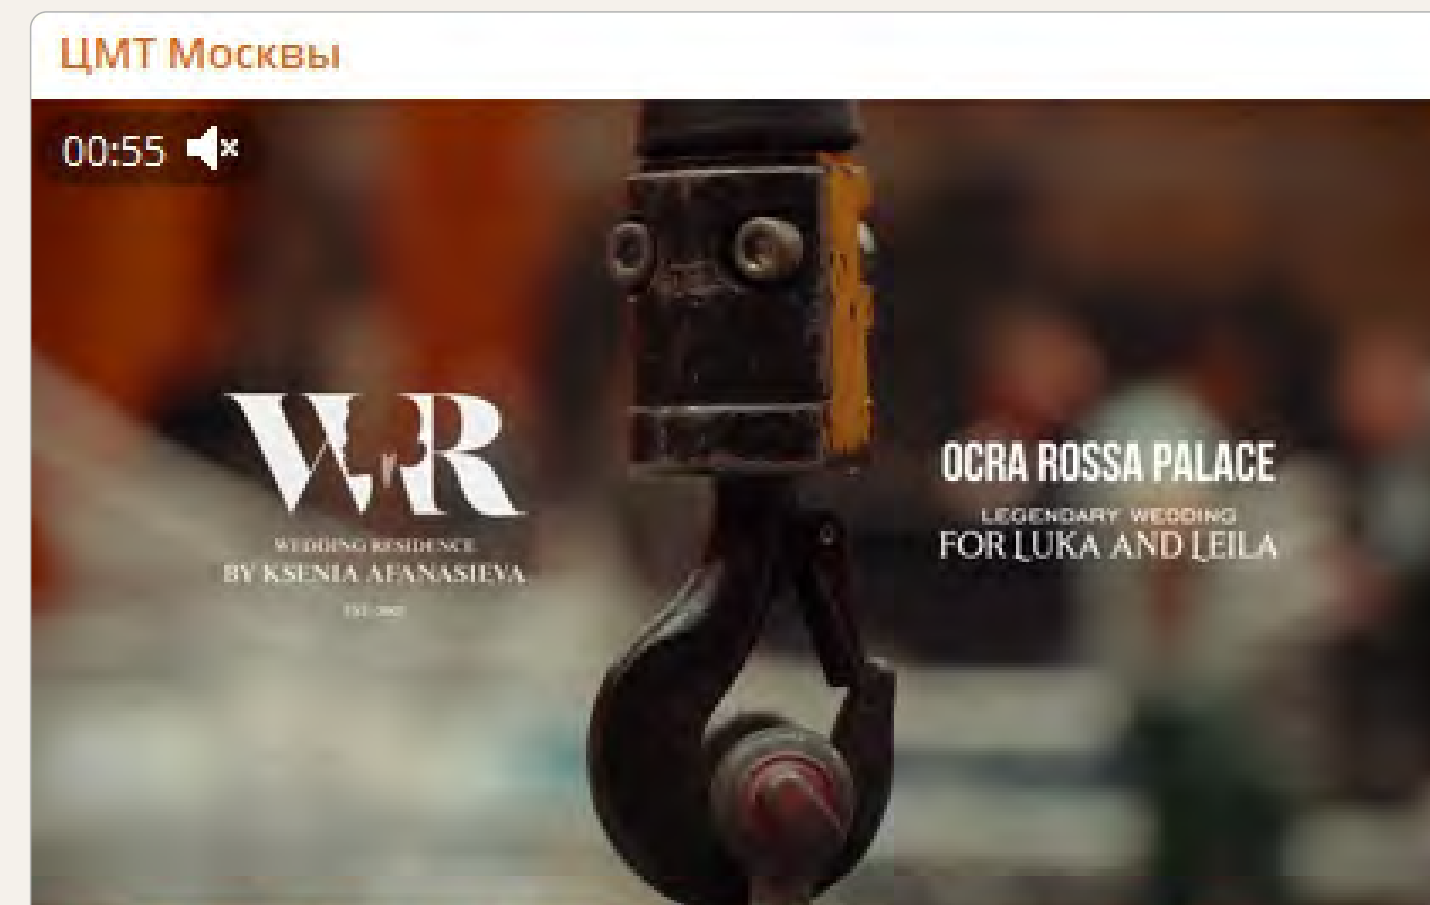 ЦМТ Москвы
00:55
WR
WEDDING RESIDENCE
BY KSENIA AFANASIEVA
OCRA ROSSA PALACE
LEGENDARY WEDDING
FOR LUKA AND LEILA